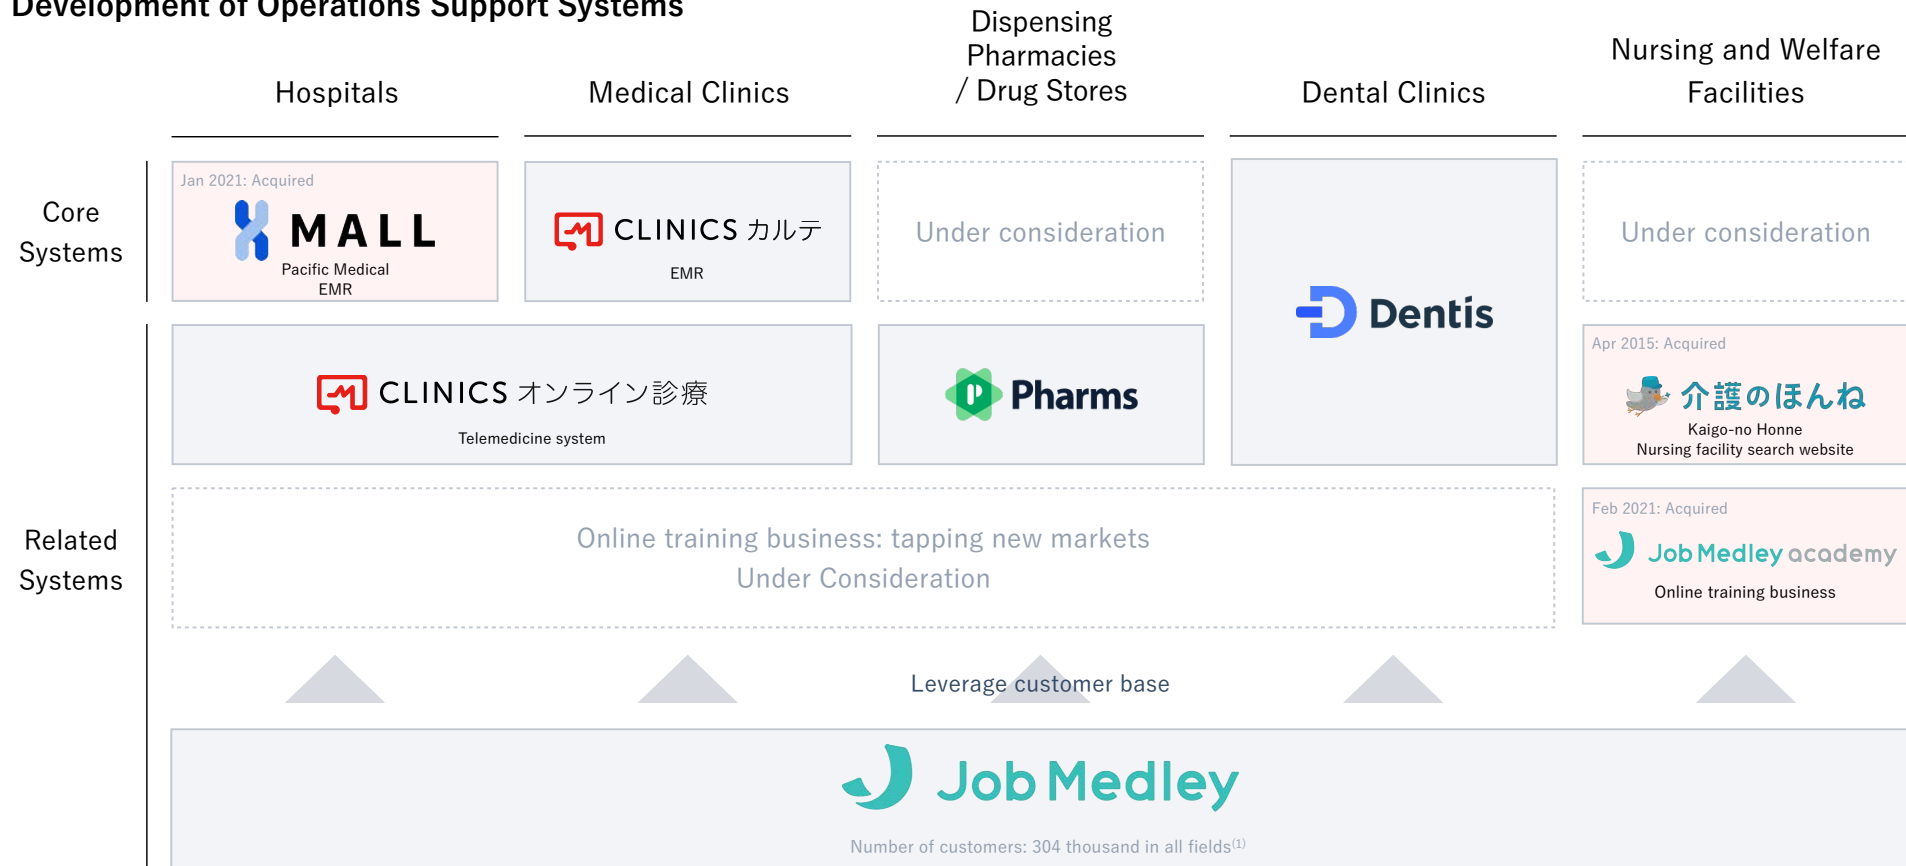 Development of Operations Support Systems
Hospitals
Medical Clinics
Dispensing
Pharmacies
/ Drug Stores
Dental Clinics
Nursing and Welfare
Facilities
Core
Systems
Jan 2021: Acquired
MALL
Pacific Medical
EMR
CLINICS カルテ
EMR
Under consideration
Dentis
Under consideration
Related
Systems
CLINICS オンライン診療
Telemedicine system
Pharms
Apr 2015: Acquired
介護のほんね
Kaigo-no Honne
Nursing facility search website
Online training business: tapping new markets
Under Consideration
Feb 2021: Acquired
Job Medley academy
Online training business
Leverage customer base
Job Medley
Number of customers: 304 thousand in all fields(1)